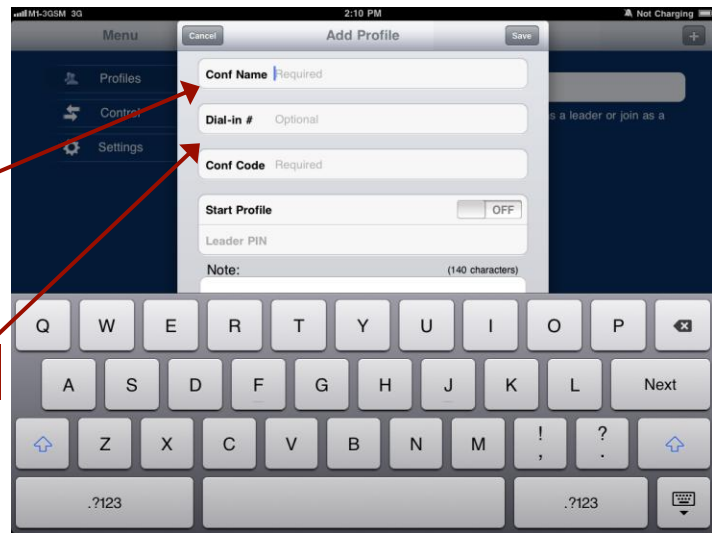 M1-3GSM 3G 2:10 PM Not Charging
Menu Cancel Add Profile Save +
Profiles
Control
Settings
s a leader or join as a
Conf Name Required
Dial-in # Optional
Conf Code Required
Start Profile OFF
Leader PIN
Note: (140 characters)
Q W E R T Y U I O P
A S D F G H J K L Next
Z X C V B N M ! , ? .
.?123 .?123